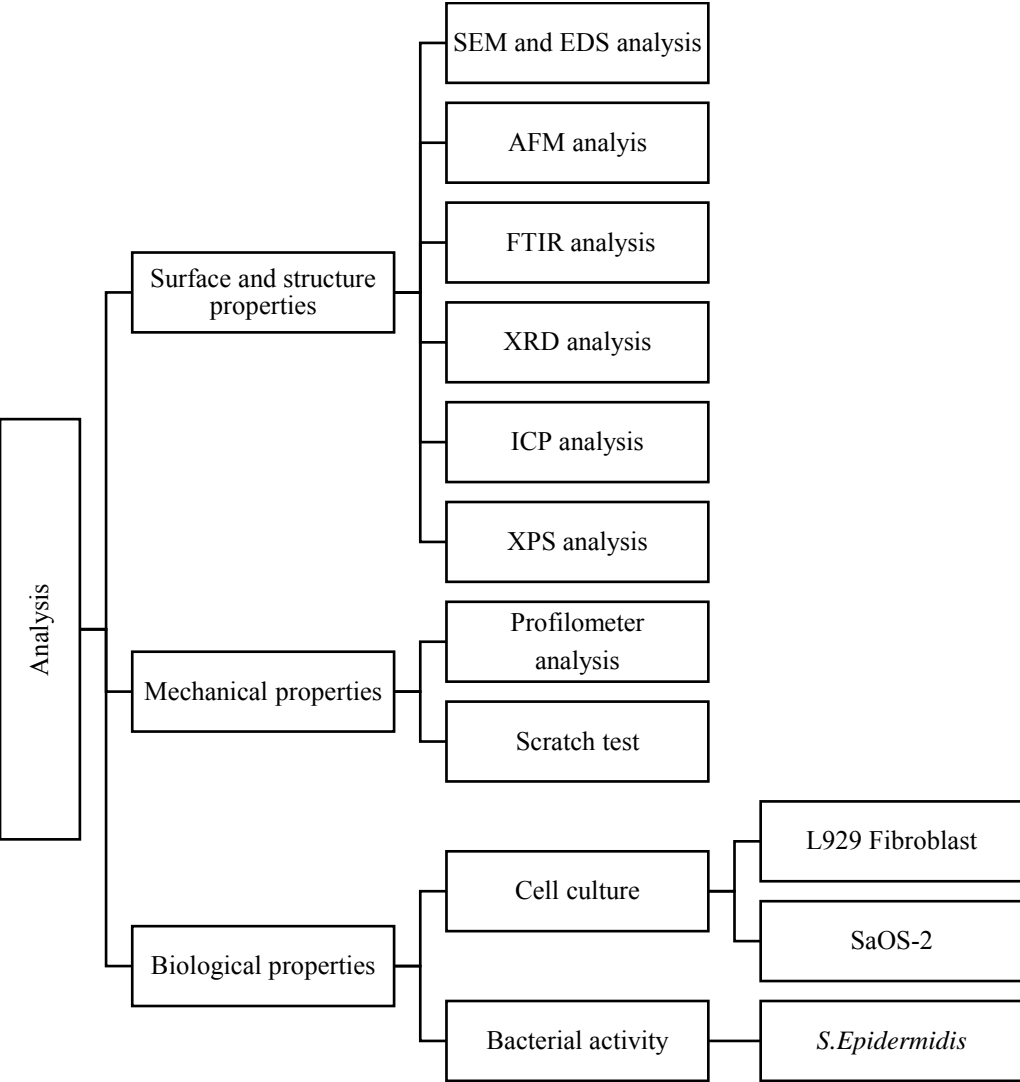 Analysis
Surface and structure
properties
SEM and EDS analysis
AFM analyis
FTIR analysis
XRD analysis
ICP analysis
XPS analysis
Mechanical properties
Profilometer
analysis
Scratch test
Biological properties
Cell culture
L929 Fibroblast
SaOS-2
Bacterial activity
S.Epidermidis